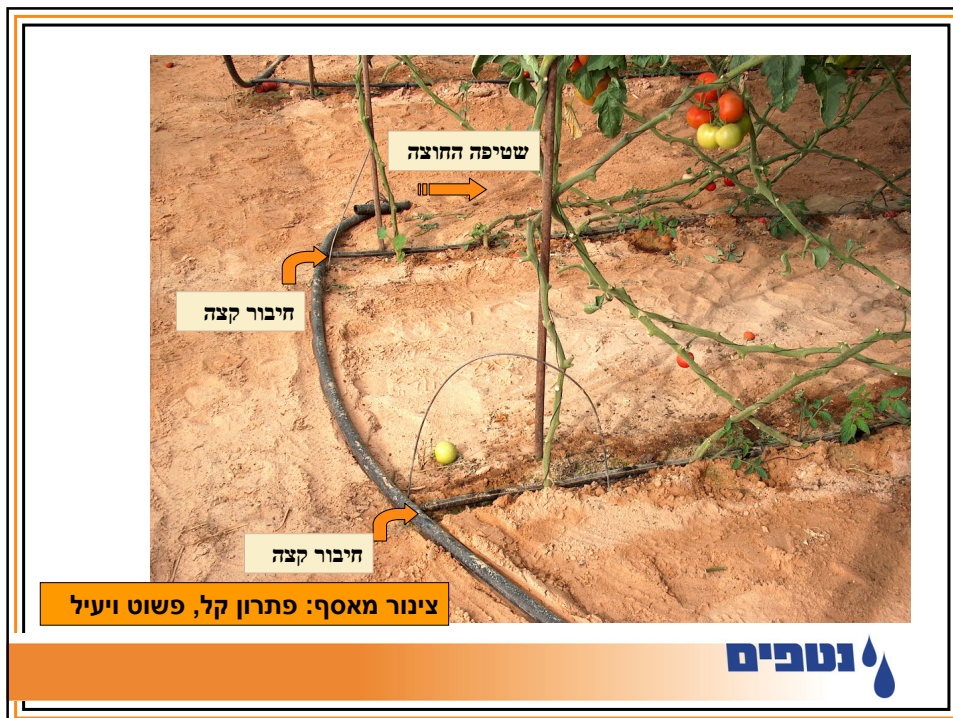 שטיפה החוצה
חיבור קצה
חיבור קצה
צינור מאסף: פתרון קל, פשוט ויעיל
נטפים